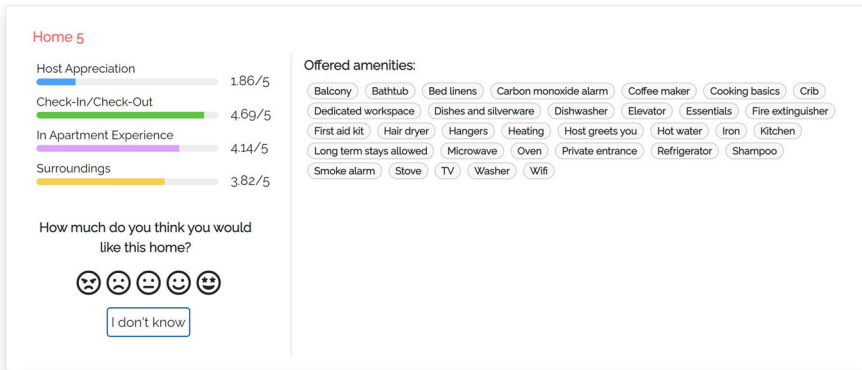 Home 5
Host Appreciation
1.86/5
Check-In/Check-Out
4.69/5
In Apartment Experience
4.14/5
Surroundings
3.82/5
How much do you think you would
like this home?
I don't know
Offered amenities:
Balcony Bathtub Bed linens Carbon monoxide alarm Coffee maker Cooking basics Crib
Dedicated workspace Dishes and silverware Dishwasher Elevator Essentials Fire extinguisher
First aid kit Hair dryer Hangers Heating Host greets you Hot water Iron Kitchen
Long term stays allowed Microwave Oven Private entrance Refrigerator Shampoo
Smoke alarm Stove TV Washer Wifi